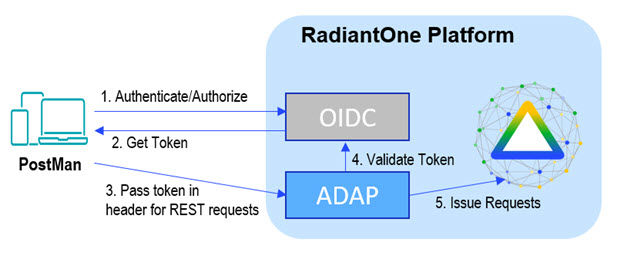 RadiantOne Platform
1. Authenticate/Authorize
OIDC
2. Get Token
PostMan
4. Validate Token
3. Pass token in
header for REST requests
ADAP
5. Issue Requests